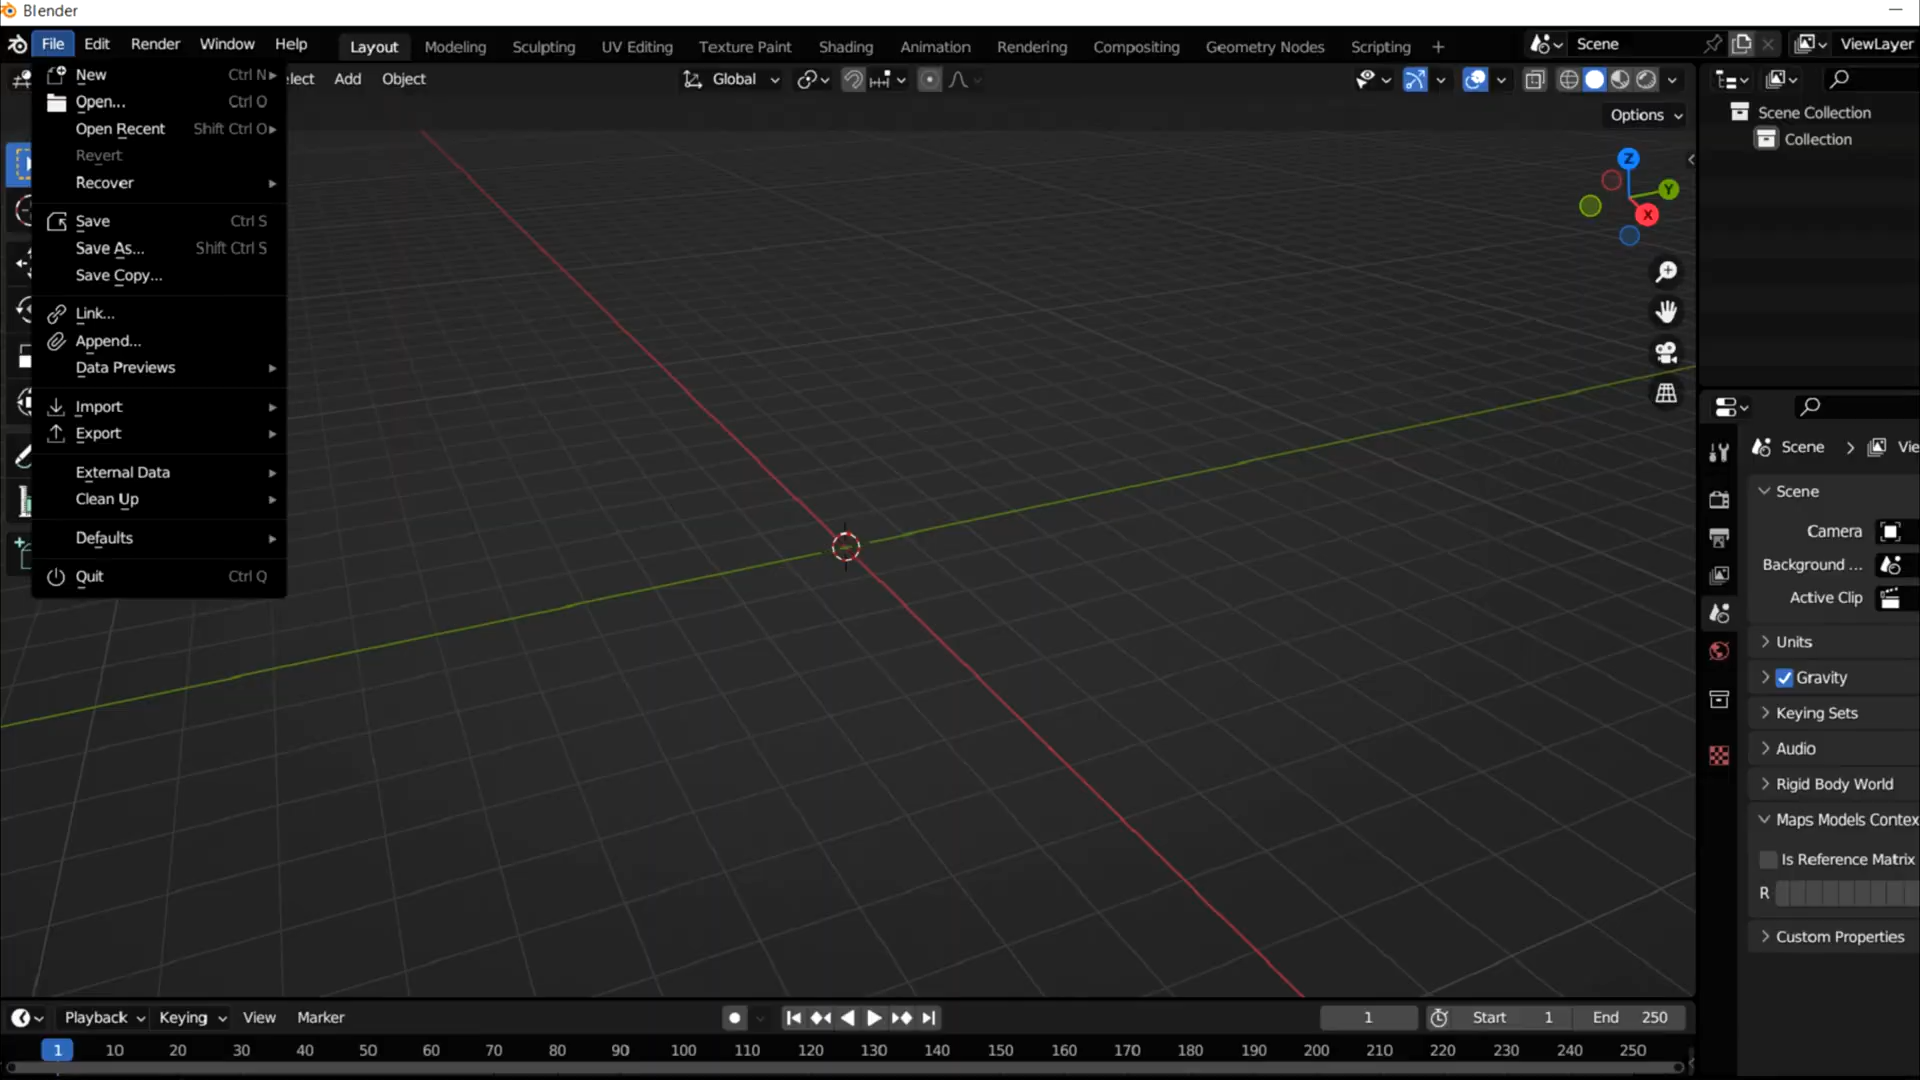 Blender
File Edit Render Window Help
Layout Modeling Sculpting UV Editing Texture Paint Shading Animation Rendering Compositing Geometry Nodes Scripting +
Scene
ViewLayer
Add Object
Global
Options
New Ctrl N
Open... Ctrl O
Open Recent Shift Ctrl O
Revert
Recover
Save Ctrl S
Save As... Shift Ctrl S
Save Copy...
Link...
Append...
Data Previews
Import
Export
External Data
Clean Up
Defaults
Quit Ctrl Q
Z
Y
X
Scene Collection
Collection
Scene
Scene
Camera
Background ...
Active Clip
Units
Gravity
Keying Sets
Audio
Rigid Body World
Maps Models Contex
Is Reference Matrix
R
Custom Properties
Playback Keying View Marker
1 Start 1 End 250
1 10 20 30 40 50 60 70 80 90 100 110 120 130 140 150 160 170 180 190 200 210 220 230 240 250